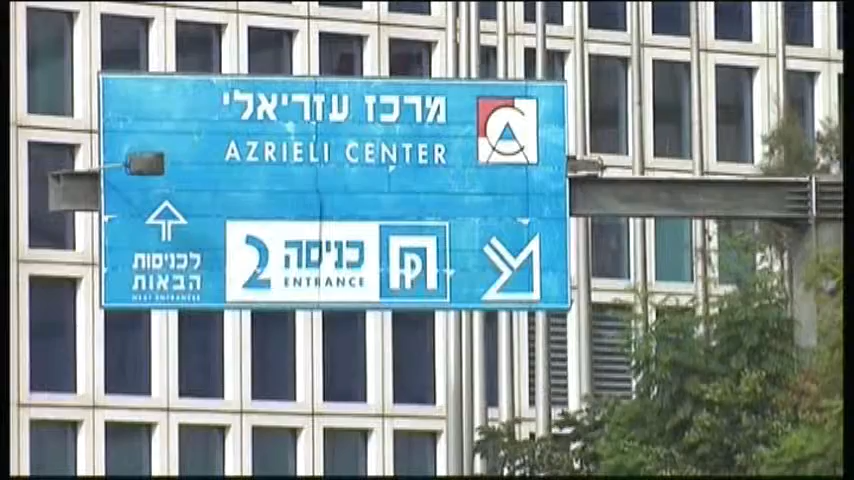 מרכז עזריאלי
AZRIELI CENTER
לכניסות
הבאות
NEXT ENTRANCES
כניסה 2
ENTRANCE